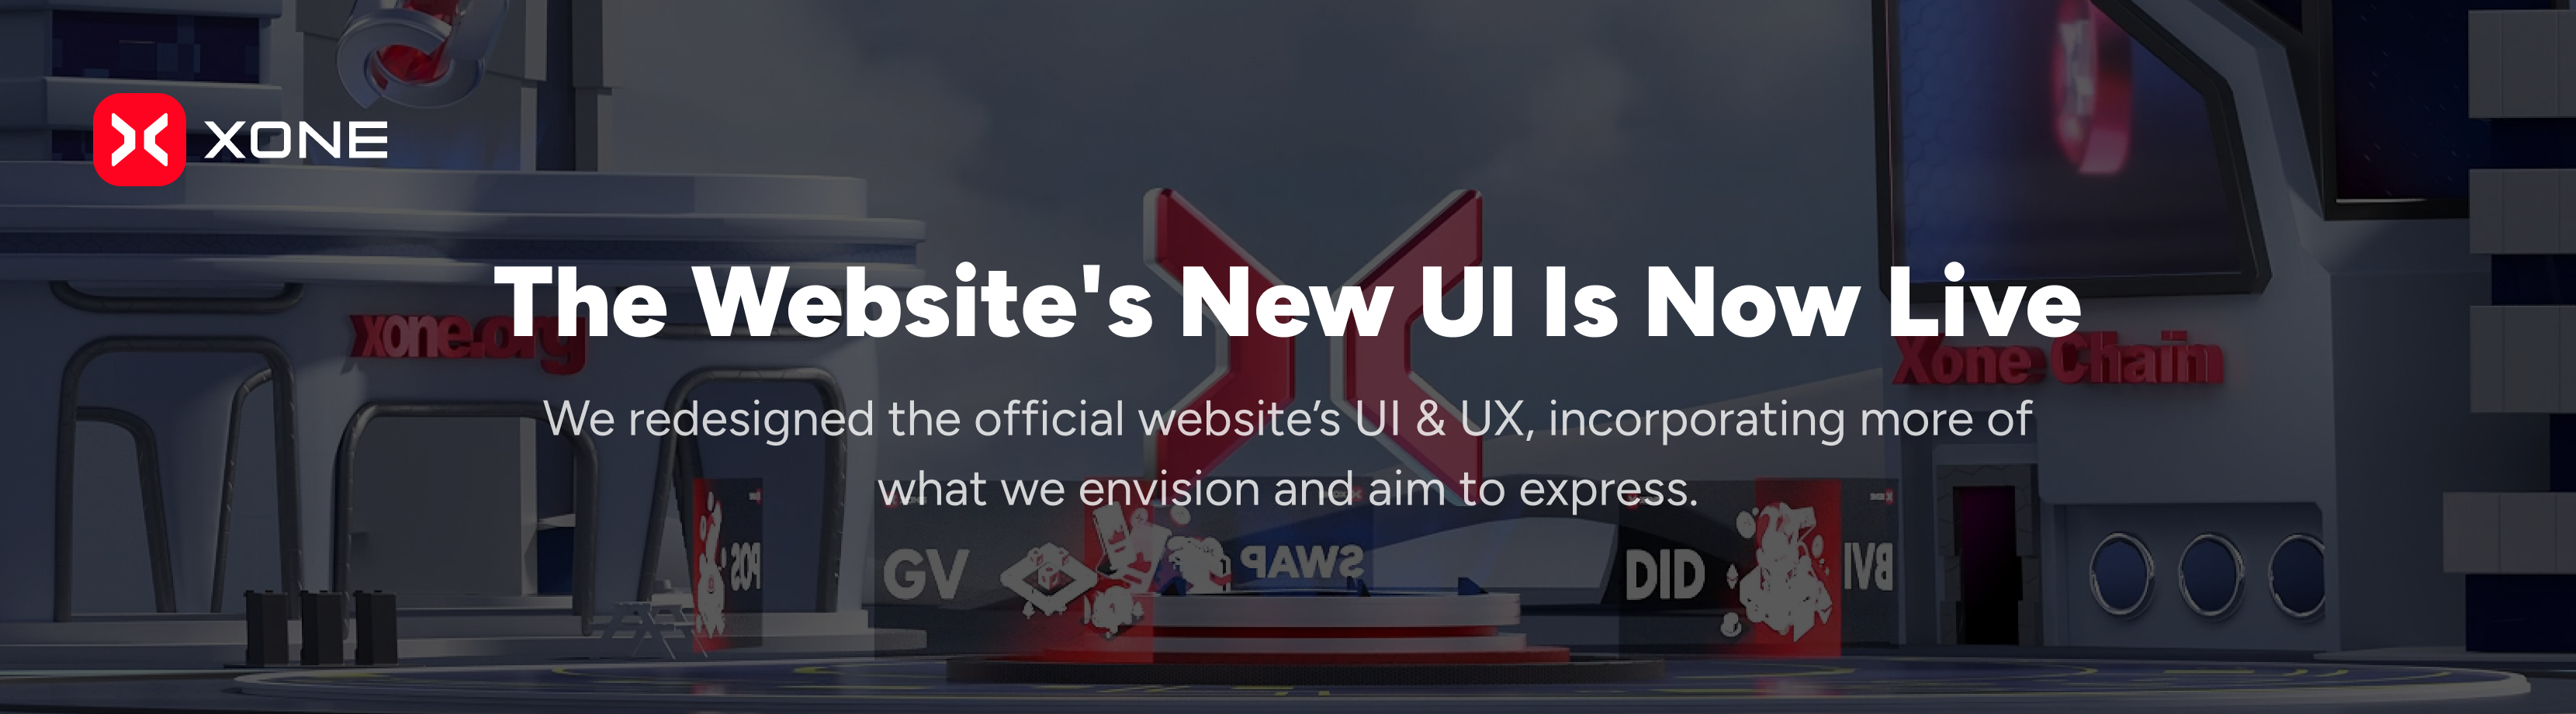 XONE
The Website's New UI Is Now Live
xone.org
Xone Chain
We redesigned the official website’s UI & UX, incorporating more of
what we envision and aim to express.
POS
GV
SWAP
DID
BVI